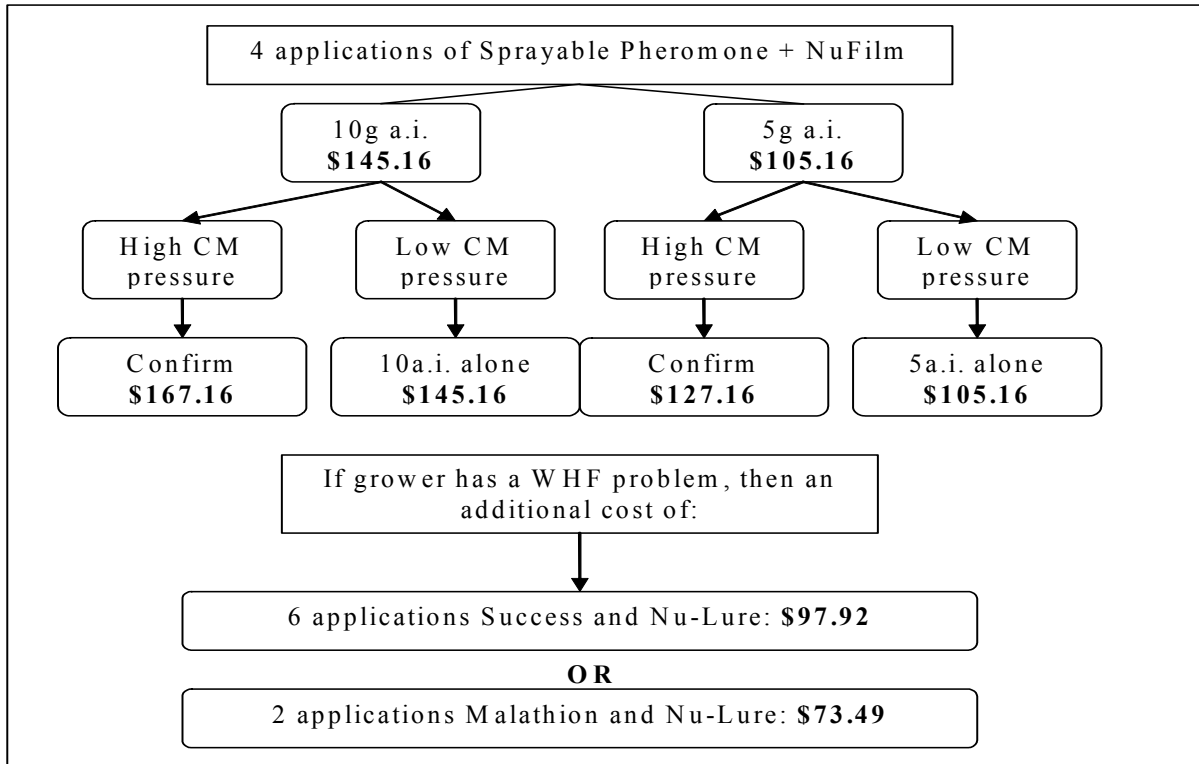 4 applications of Sprayable Pheromone + NuFilm
10g a.i.
$145.16
5g a.i.
$105.16
High CM
pressure
Low CM
pressure
High CM
pressure
Low CM
pressure
Confirm
$167.16
10a.i. alone
$145.16
Confirm
$127.16
5a.i. alone
$105.16
If grower has a WHF problem, then an
additional cost of:
6 applications Success and Nu-Lure: $97.92
OR
2 applications Malathion and Nu-Lure: $73.49